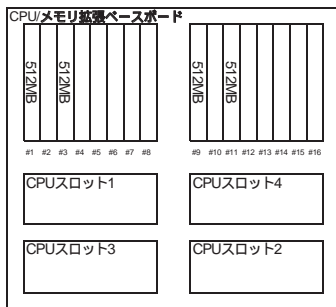 CPU/メモリ拡張ベースボード
512MB 512MB 512MB 512MB
#1 #2 #3 #4 #5 #6 #7 #8 #9 #10 #11 #12 #13 #14 #15 #16
CPUスロット1 CPUスロット4
CPUスロット3 CPUスロット2